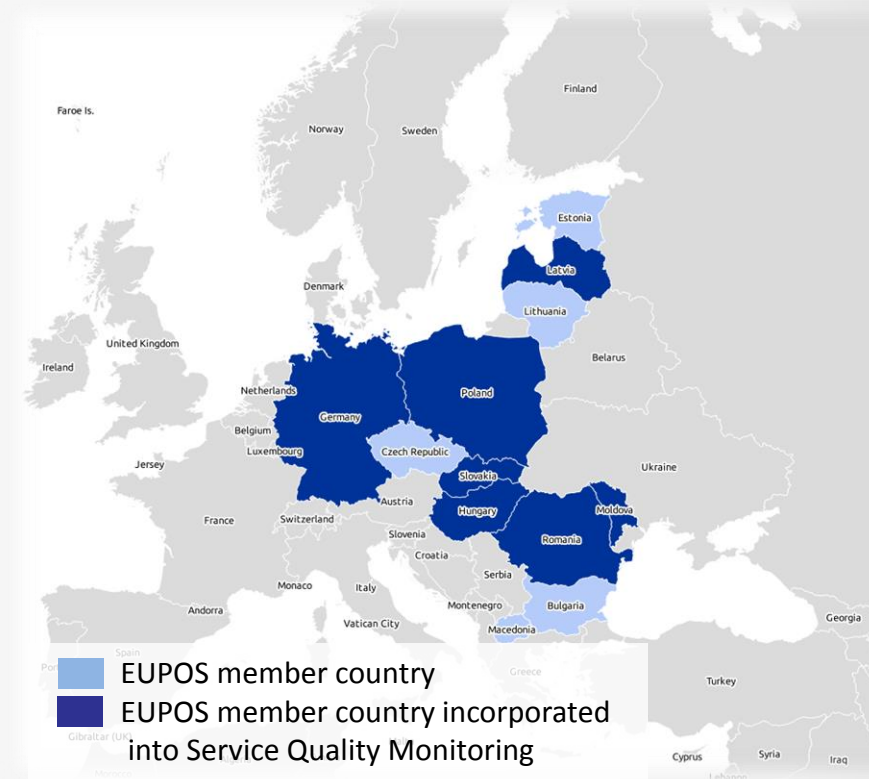 Finland
Faroe Is.
Norway
Sweden
Estonia
Latvia
Denmark
Lithuania
United Kingdom
Belarus
Ireland
Netherlands
Poland
Germany
Belgium
Czech Republic
Luxembourg
Jersey
Ukraine
Slovakia
Austria
Moldova
Hungary
France
Switzerland
Slovenia
Romania
Croatia
Serbia
Monaco
Italy
Andorra
Montenegro
Bulgaria
Georgia
Vatican City
Macedonia
Spain
Greece
Turkey
EUPOS member country
EUPOS member country incorporated
into Service Quality Monitoring
Gibraltar (UK)
Cyprus
Syria
Iraq
Morocco
Lebanon